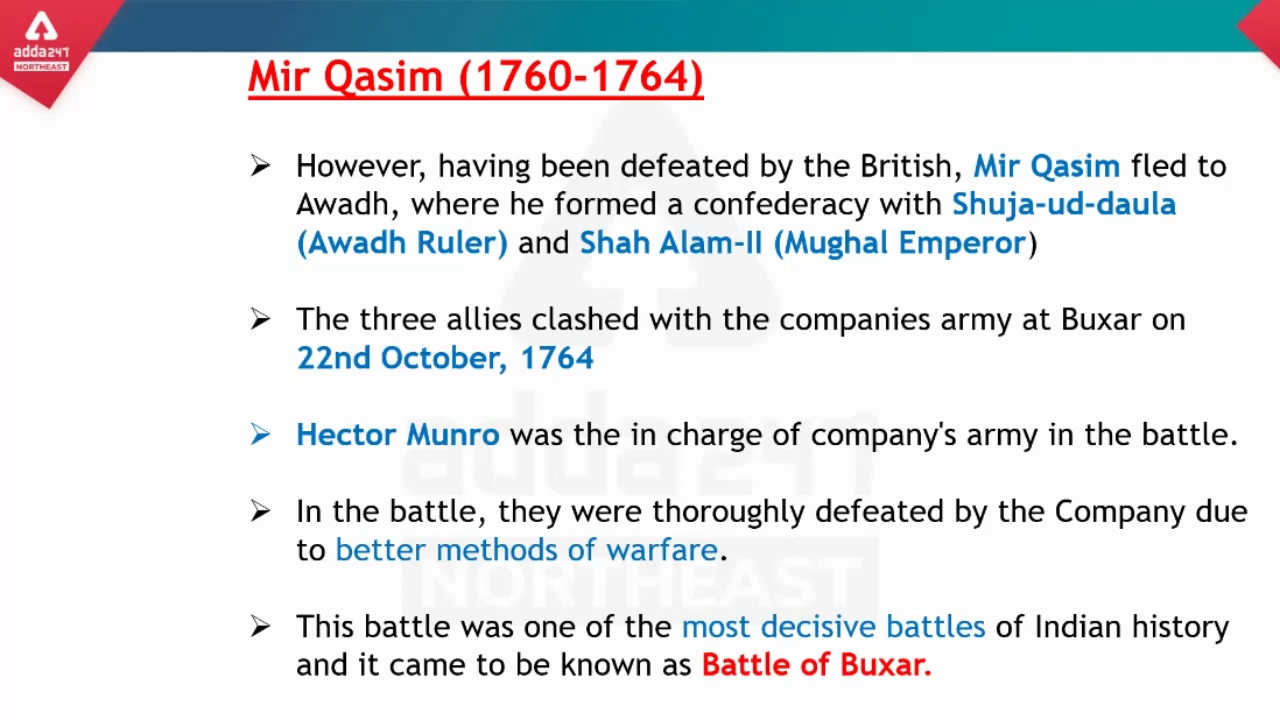 adda247
NORTHEAST
Mir Qasim (1760-1764)
➢ However, having been defeated by the British, Mir Qasim fled to
Awadh, where he formed a confederacy with Shuja-ud-daula
(Awadh Ruler) and Shah Alam-II (Mughal Emperor)
➢ The three allies clashed with the companies army at Buxar on
22nd October, 1764
➢ Hector Munro was the in charge of company's army in the battle.
➢ In the battle, they were thoroughly defeated by the Company due
to better methods of warfare.
➢ This battle was one of the most decisive battles of Indian history
and it came to be known as Battle of Buxar.
adda247
NORTHEAST